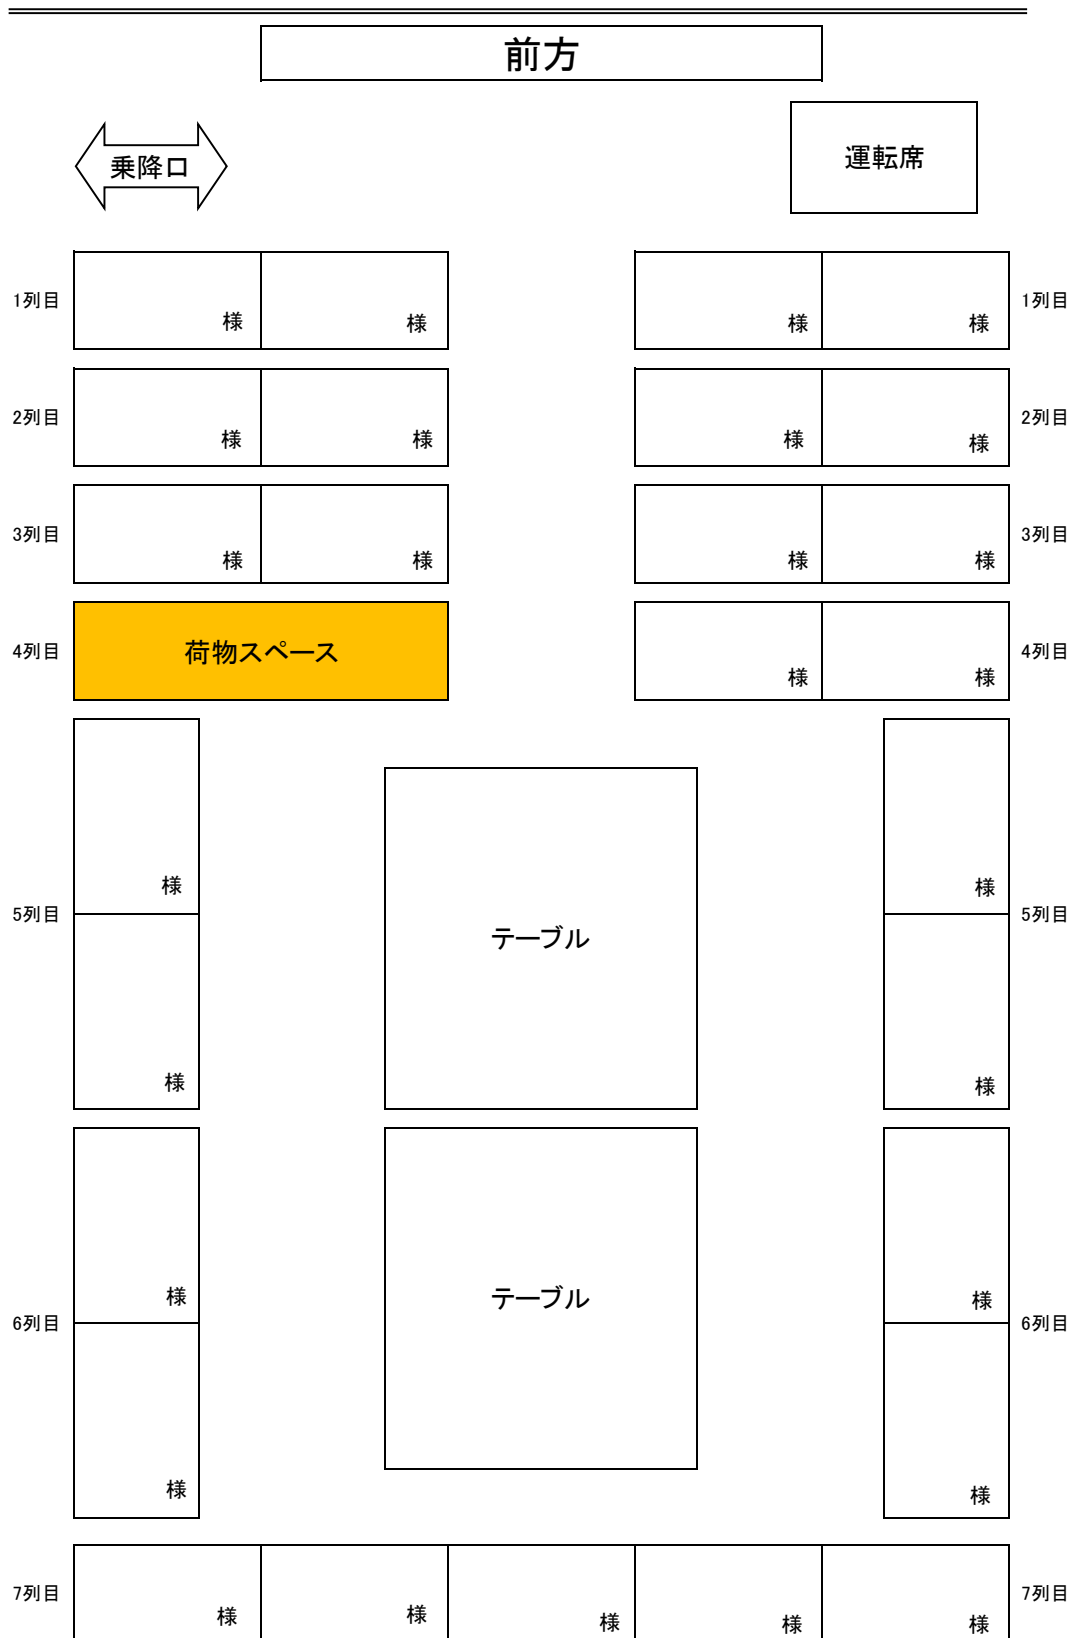 前方
乗降口
運転席
1列目 様 様 様 様 1列目
2列目 様 様 様 様 2列目
3列目 様 様 様 様 3列目
4列目 荷物スペース 様 様 4列目
様 様
5列目 テーブル 5列目
様 様
様 様
6列目 テーブル 6列目
様 様
7列目 様 様 様 様 様 7列目